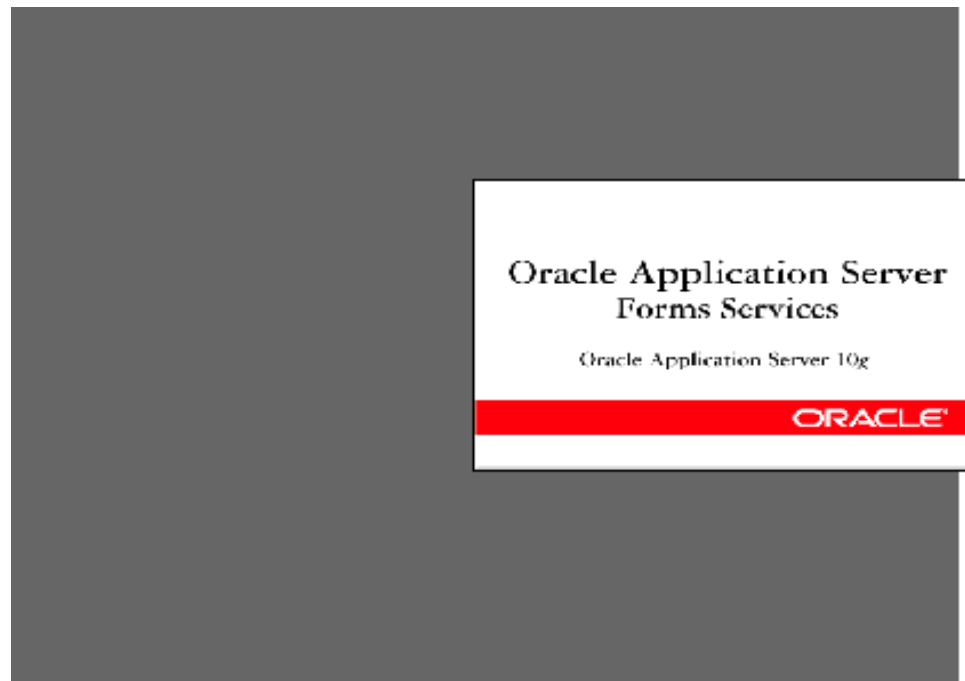 Oracle Application Server
Forms Services
Oracle Application Server 10g
ORACLE